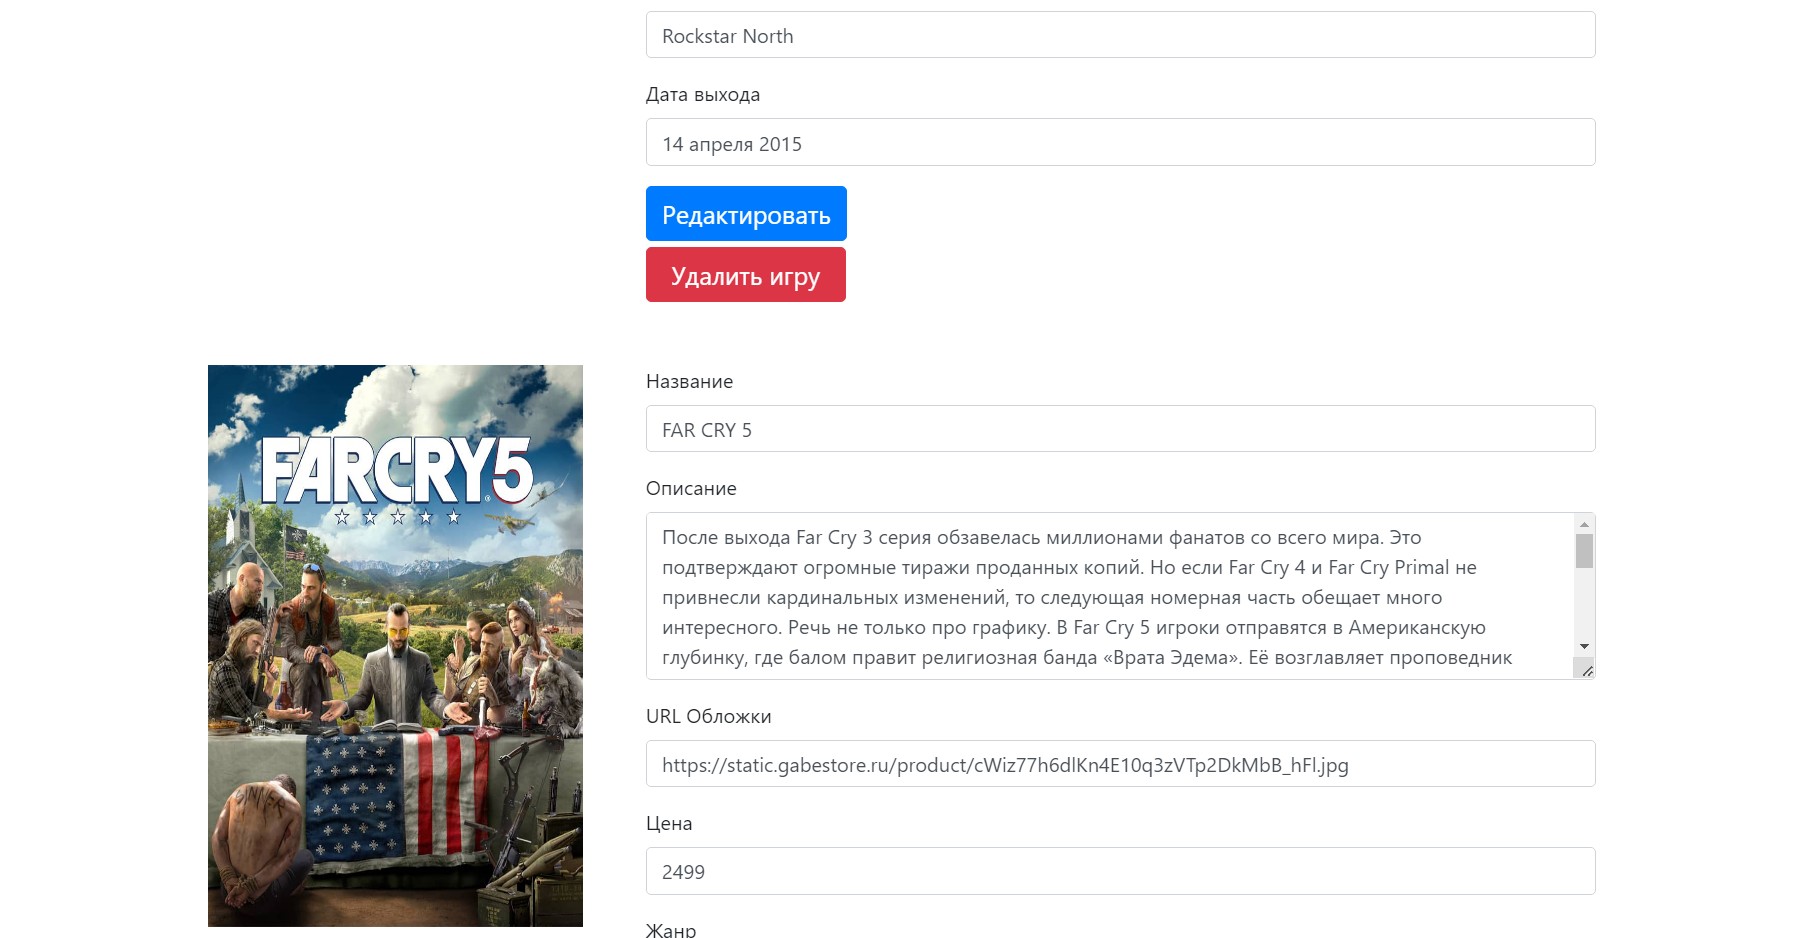 Rockstar North
Дата выхода
14 апреля 2015
Редактировать
Удалить игру
FARCRY5
SINNER
Название
FAR CRY 5
Описание
После выхода Far Cry 3 серия обзавелась миллионами фанатов со всего мира. Это
подтверждают огромные тиражи проданных копий. Но если Far Cry 4 и Far Cry Primal не
привнесли кардинальных изменений, то следующая номерная часть обещает много
интересного. Речь не только про графику. В Far Cry 5 игроки отправятся в Американскую
глубинку, где балом правит религиозная банда «Врата Эдема». Её возглавляет проповедник
URL Обложки
https://static.gabestore.ru/product/cWiz77h6dlKn4E10q3zVTp2DkMbB_hFl.jpg
Цена
2499
Жанр